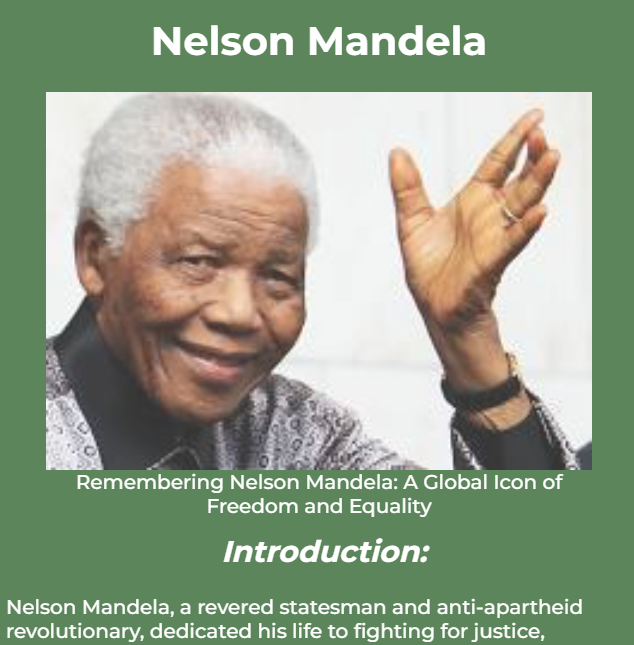 Nelson Mandela
Remembering Nelson Mandela: A Global Icon of
Freedom and Equality
Introduction:
Nelson Mandela, a revered statesman and anti-apartheid
revolutionary, dedicated his life to fighting for justice,